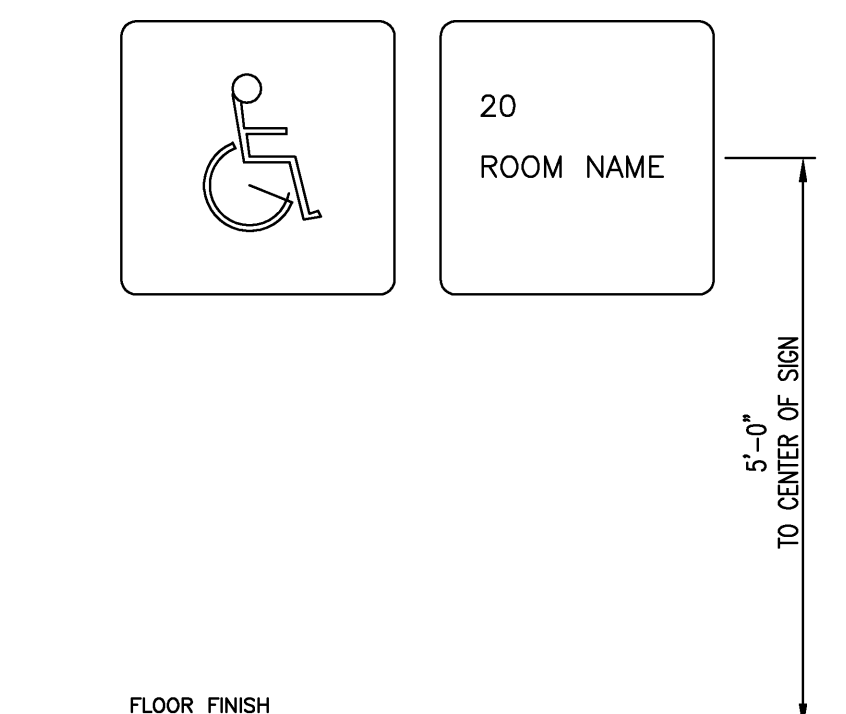 20
ROOM NAME
5'-0"
TO CENTER OF SIGN
FLOOR FINISH